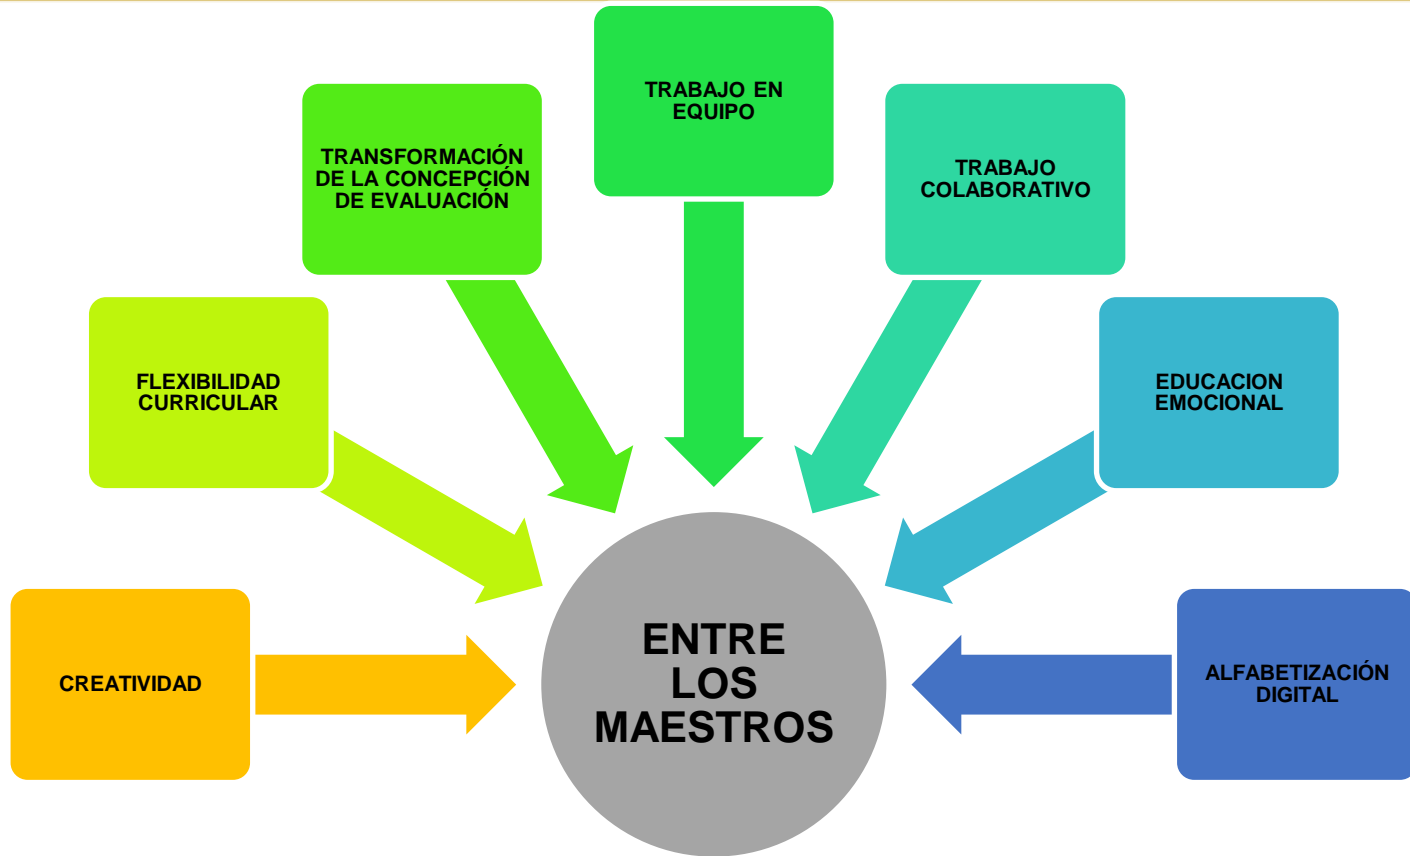 TRABAJO EN
EQUIPO
TRANSFORMACIÓN
DE LA CONCEPCIÓN
DE EVALUACIÓN
TRABAJO
COLABORATIVO
FLEXIBILIDAD
CURRICULAR
EDUCACION
EMOCIONAL
CREATIVIDAD
ENTRE
LOS
MAESTROS
ALFABETIZACIÓN
DIGITAL